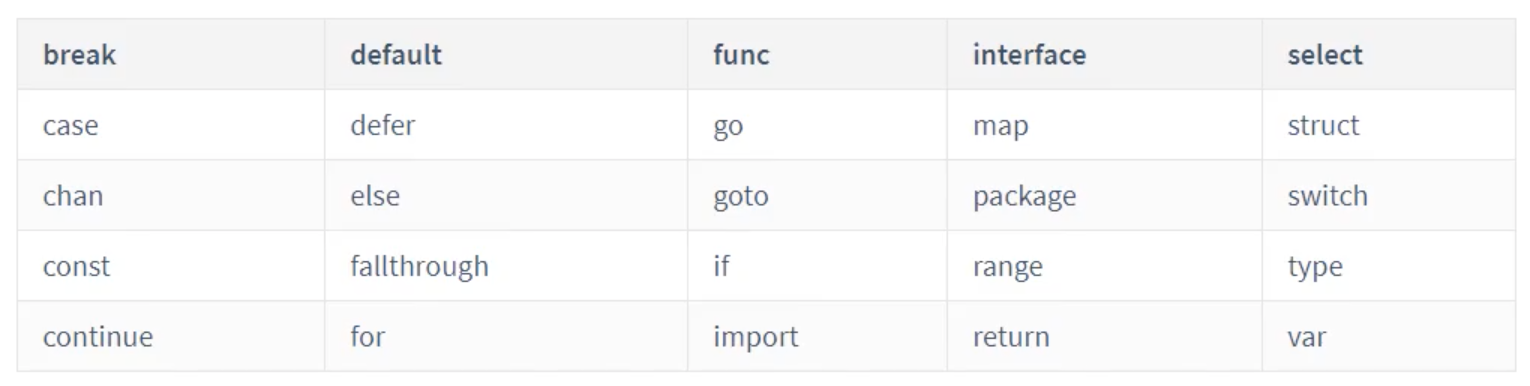 break default func interface select
case defer go map struct
chan else goto package switch
const fallthrough if range type
continue for import return var